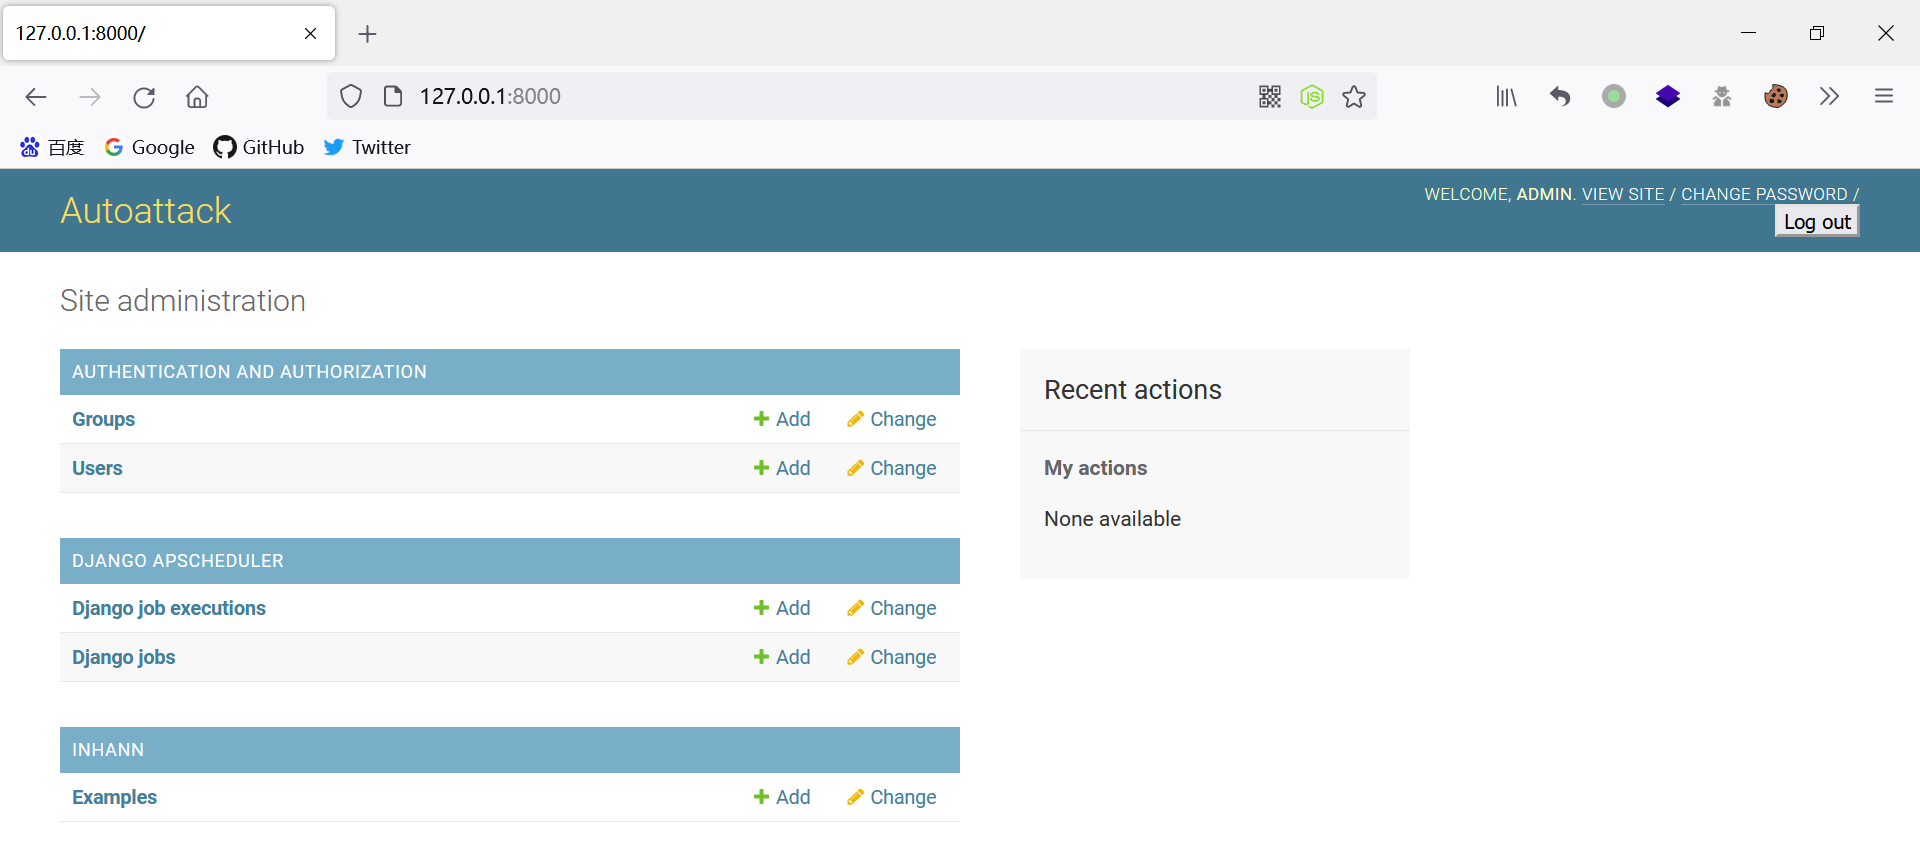 127.0.0.1:8000/
127.0.0.1:8000
JS
du 百度 G Google GitHub Twitter
Autoattack
WELCOME, ADMIN. VIEW SITE / CHANGE PASSWORD /
Log out
Site administration
AUTHENTICATION AND AUTHORIZATION
Groups Add Change
Users Add Change
DJANGO APSCHEDULER
Django job executions Add Change
Django jobs Add Change
INHANN
Examples Add Change
Recent actions
My actions
None available